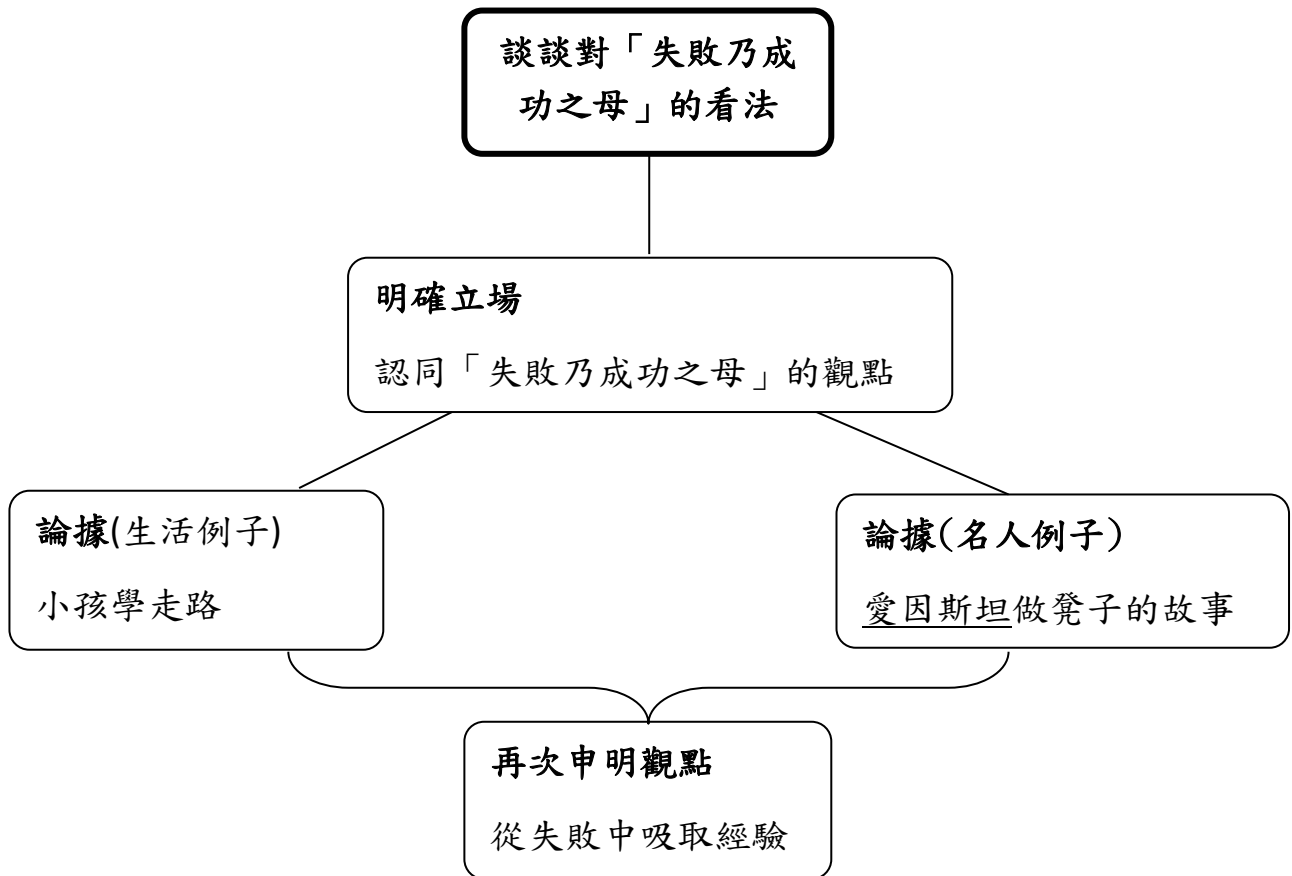 談談對「失敗乃成
功之母」的看法
明確立場
認同「失敗乃成功之母」的觀點
論據(生活例子)
小孩學走路
論據(名人例子)
愛因斯坦做凳子的故事
再次申明觀點
從失敗中吸取經驗